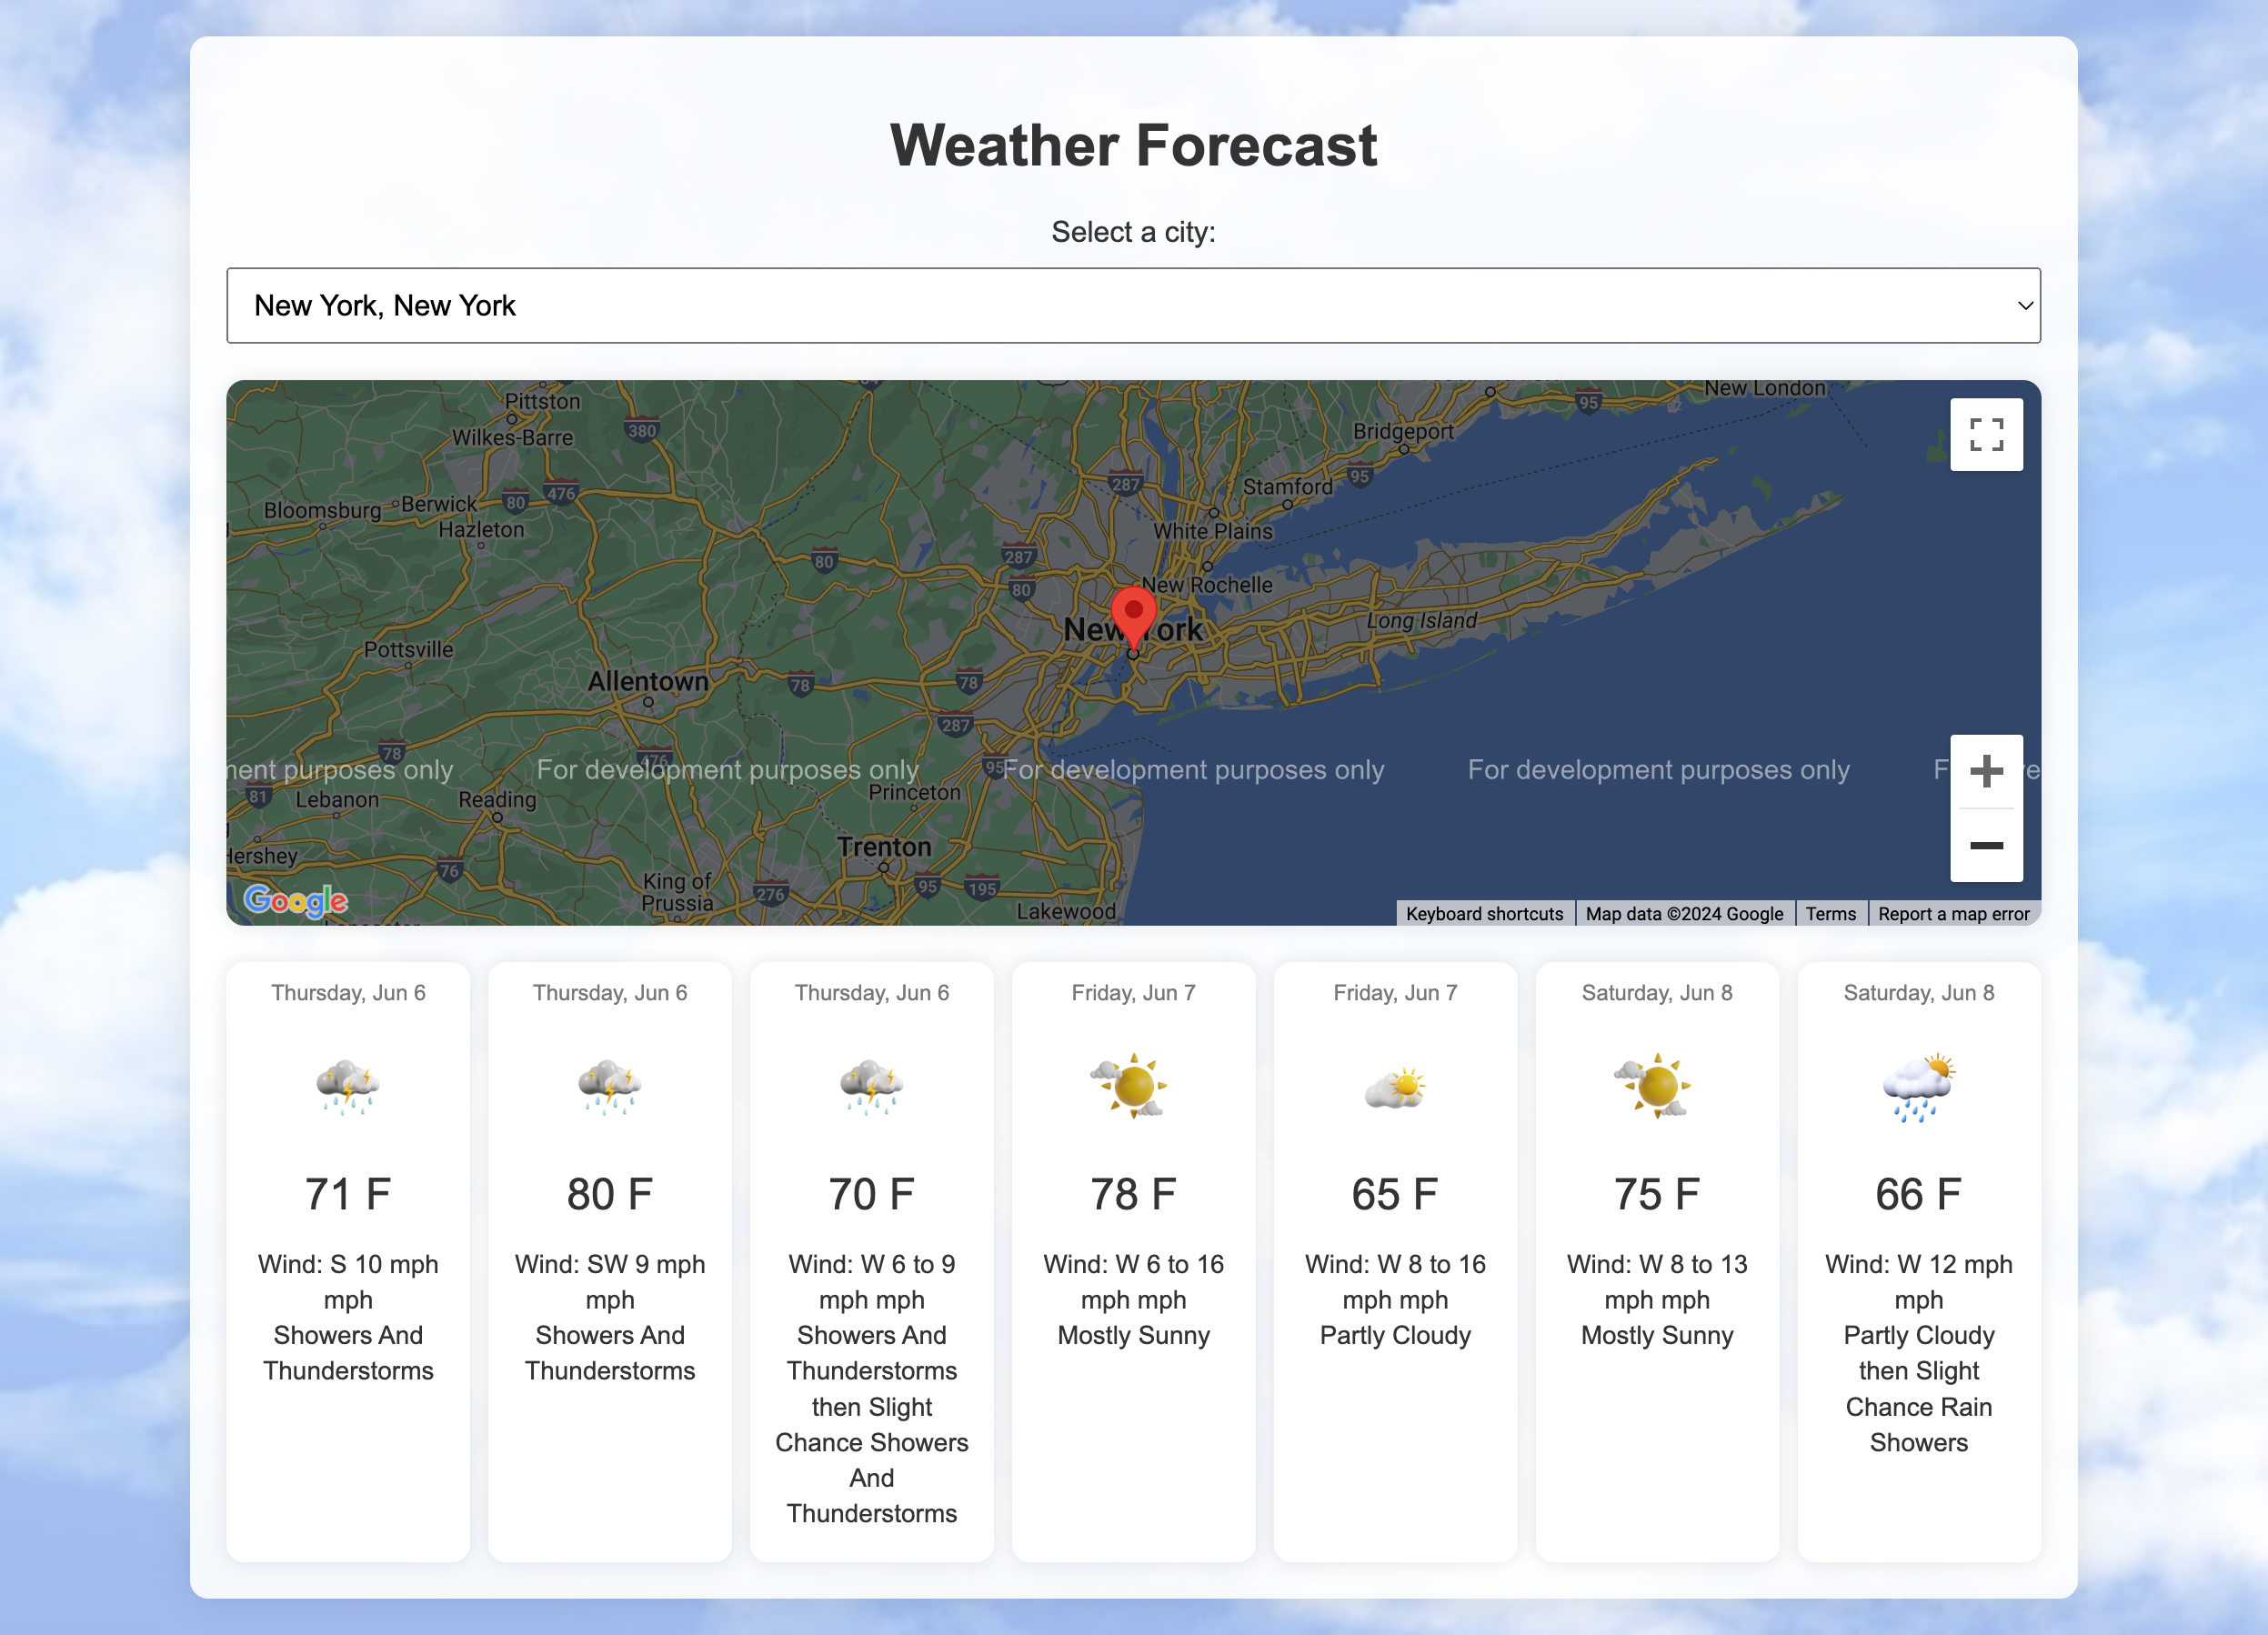 Weather Forecast
Select a city:
New York, New York
Pittston
Wilkes-Barre
380
Bloomsburg
Berwick
80
476
Hazleton
Pottsville
Allentown
80
78
78
287
287
80
287
New London
95
Bridgeport
95
Stamford
White Plains
New Rochelle
New York
Long Island
78
476
95
ment purposes only
For development purposes only
For development purposes only
For development purposes only
81
Lebanon
Reading
Princeton
Hershey
76
Trenton
King of
Prussia
276
95
195
Lakewood
Google
Keyboard shortcuts
Map data ©2024 Google
Terms
Report a map error
Thursday, Jun 6
71 F
Wind: S 10 mph
mph
Showers And
Thunderstorms
Thursday, Jun 6
80 F
Wind: SW 9 mph
mph
Showers And
Thunderstorms
Thursday, Jun 6
70 F
Wind: W 6 to 9
mph mph
Showers And
Thunderstorms
then Slight
Chance Showers
And
Thunderstorms
Friday, Jun 7
78 F
Wind: W 6 to 16
mph mph
Mostly Sunny
Friday, Jun 7
65 F
Wind: W 8 to 16
mph mph
Partly Cloudy
Saturday, Jun 8
75 F
Wind: W 8 to 13
mph mph
Mostly Sunny
Saturday, Jun 8
66 F
Wind: W 12 mph
mph
Partly Cloudy
then Slight
Chance Rain
Showers